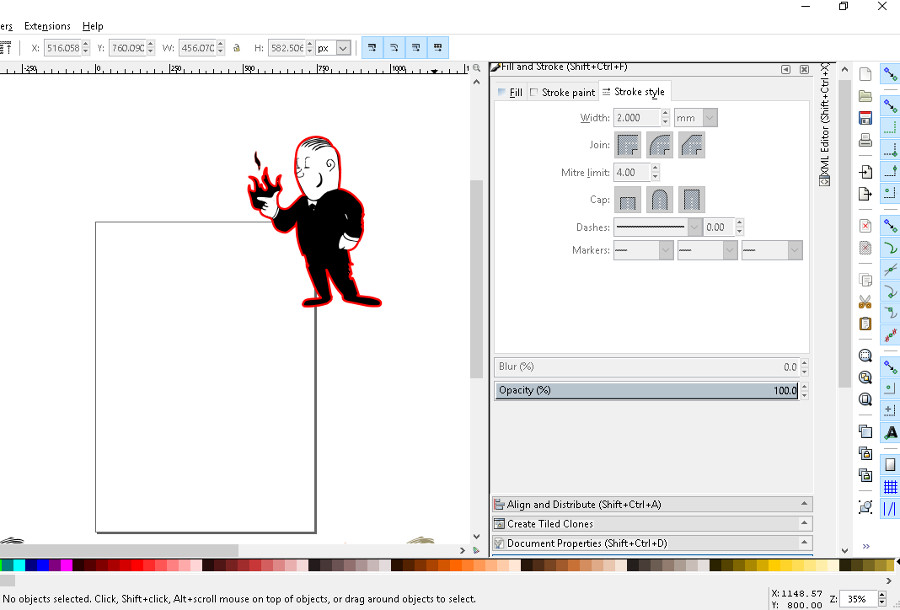 ers Extensions Help
X: 516.058 Y: 760.090 W: 456.070 H: 582.506 px
-250 0 250 500 750 1000
Fill and Stroke (Shift+Ctrl+F)
Fill Stroke paint Stroke style
Width: 2.000 mm
Join:
Mitre limit: 4.00
Cap:
Dashes: 0.00
Markers:
XML Editor (Shift+Ctrl+X)
Blur (%) 0.0
Opacity (%) 100.0
Align and Distribute (Shift+Ctrl+A)
Create Tiled Clones
Document Properties (Shift+Ctrl+D)
No objects selected. Click, Shift+click, Alt+scroll mouse on top of objects, or drag around objects to select.
X:1148.57
Y: 800.00
Z: 35%